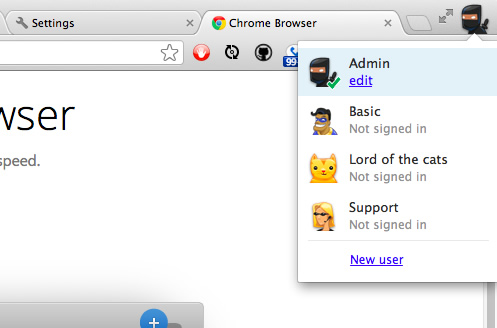 Settings
Chrome Browser
Admin
edit
99
wser
Basic
Not signed in
speed.
Lord of the cats
Not signed in
Support
Not signed in
New user